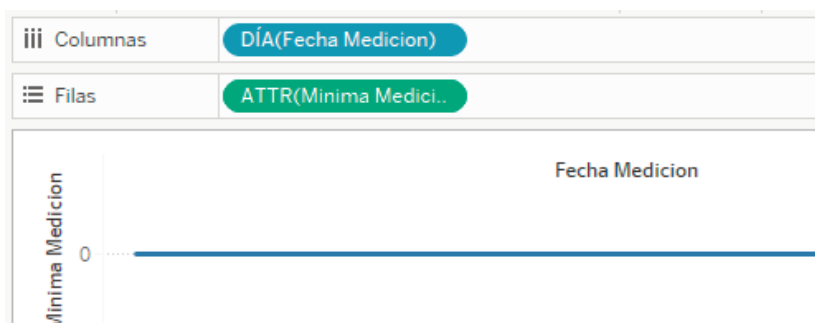 Columnas
DÍA(Fecha Medicion)
Filas
ATTR(Minima Medici..
Fecha Medicion
Minima Medicion
0